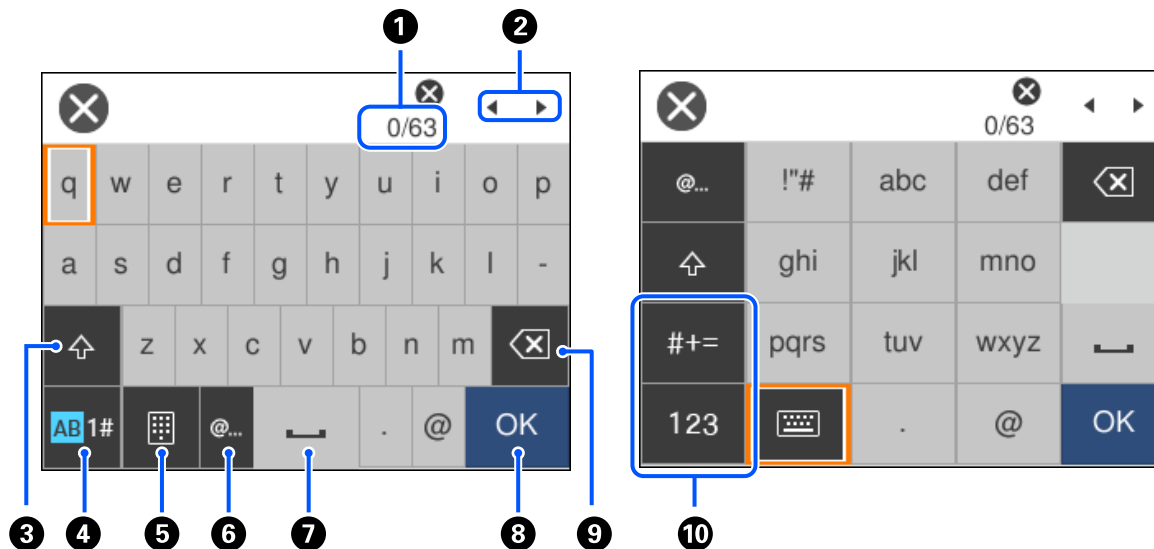 1 2
0/63
q w e r t y u i o p
a s d f g h j k l -
z x c v b n m
AB 1# @... . @ OK
3 4 5 6 7 8 9
0/63
@... !"# abc def
ghi jkl mno
#+= pqrs tuv wxyz
123 . @ OK
10